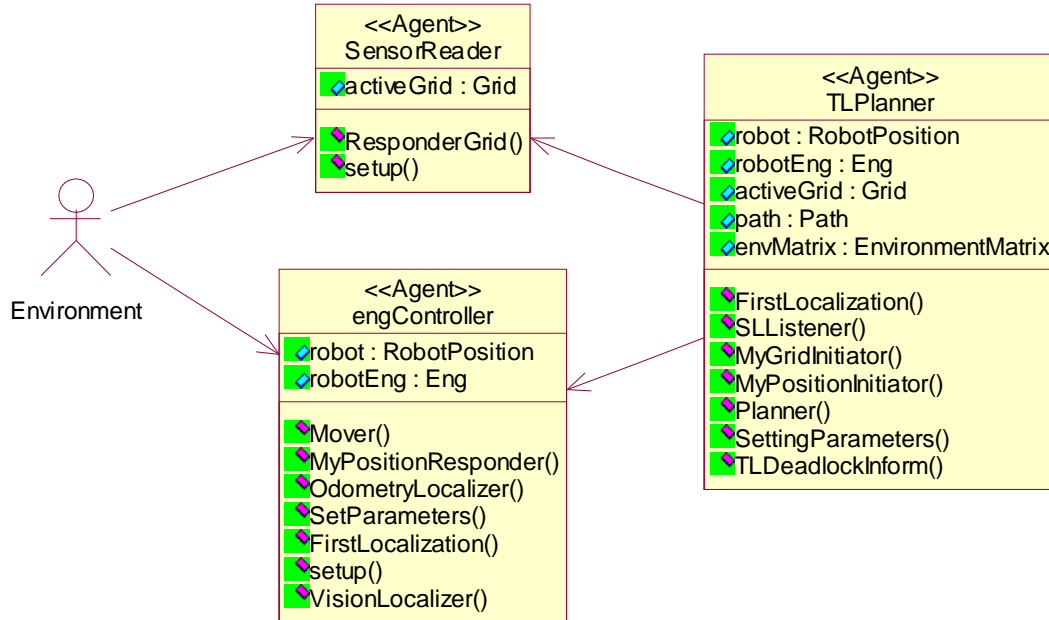 <<Agent>>
SensorReader
activeGrid : Grid
ResponderGrid()
setup()
<<Agent>>
TLPlanner
robot : RobotPosition
robotEng : Eng
activeGrid : Grid
path : Path
envMatrix : EnvironmentMatrix
FirstLocalization()
SLListener()
MyGridInitiator()
MyPositionInitiator()
Planner()
SettingParameters()
TLDeadlockInform()
Environment
<<Agent>>
engController
robot : RobotPosition
robotEng : Eng
Mover()
MyPositionResponder()
OdometryLocalizer()
SetParameters()
FirstLocalization()
setup()
VisionLocalizer()